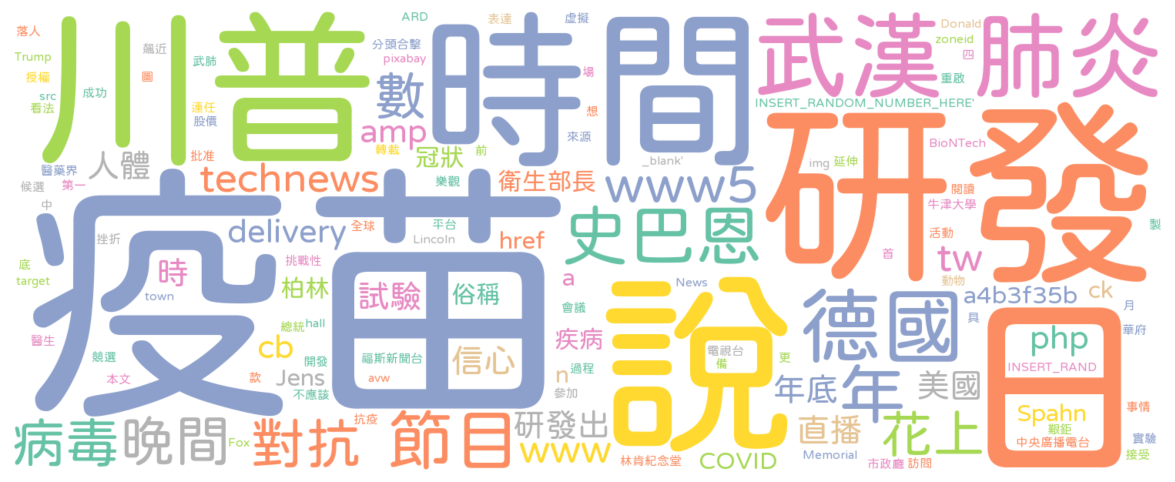 川普
時間
武漢
肺炎
研發
疫苗
說
日
落人
Trump
授權
src
看法
成功
飆近
圖
武肺
連任
股價
批准
ARD
分頭合擊
pixabay
數
amp
轉載
冠狀
前
表達
虛擬
場
想
來源
_blank'
Donald
zoneid
四
重啟
INSERT_RANDOM_NUMBER_HERE'
BioNTech
img
延伸
閱讀
牛津大學
活動
首
動物
製
醫藥界
候選
第一
中
人體
technews
樂觀
衛生部長
www5
挫折
delivery
全球
平台
Lincoln
href
史巴恩
tw
底
target
時
town
挑戰性
柏林
試驗
俗稱
a
會議
News
a4b3f35b
ck
月
具
華府
醫生
總統
hall
競選
cb
開發
福斯新聞台
信心
疾病
電視台
備
更
德國
php
INSERT_RAND
本文
款
Jens
不應該
avw
n
過程
參加
年底
年
美國
Spahn
艱鉅
中央廣播電台
事情
病毒
晚間
Fox
對抗
抗疫
節目
研發出
www
林肯紀念堂
COVID
直播
Memorial
花上
市政廳
訪問
實驗
接受